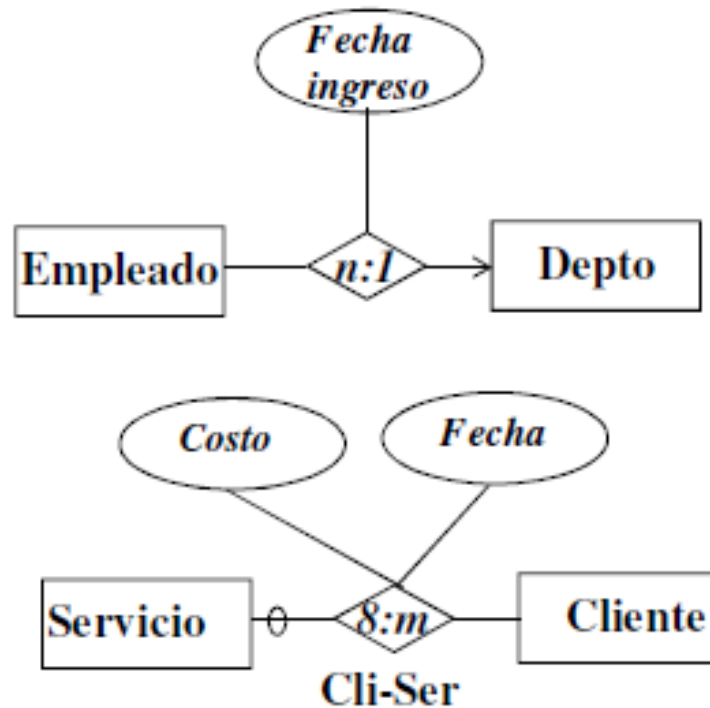 Fecha
ingreso
Empleado
n:1
Depto
Costo
Fecha
Servicio
8:m
Cliente
Cli-Ser